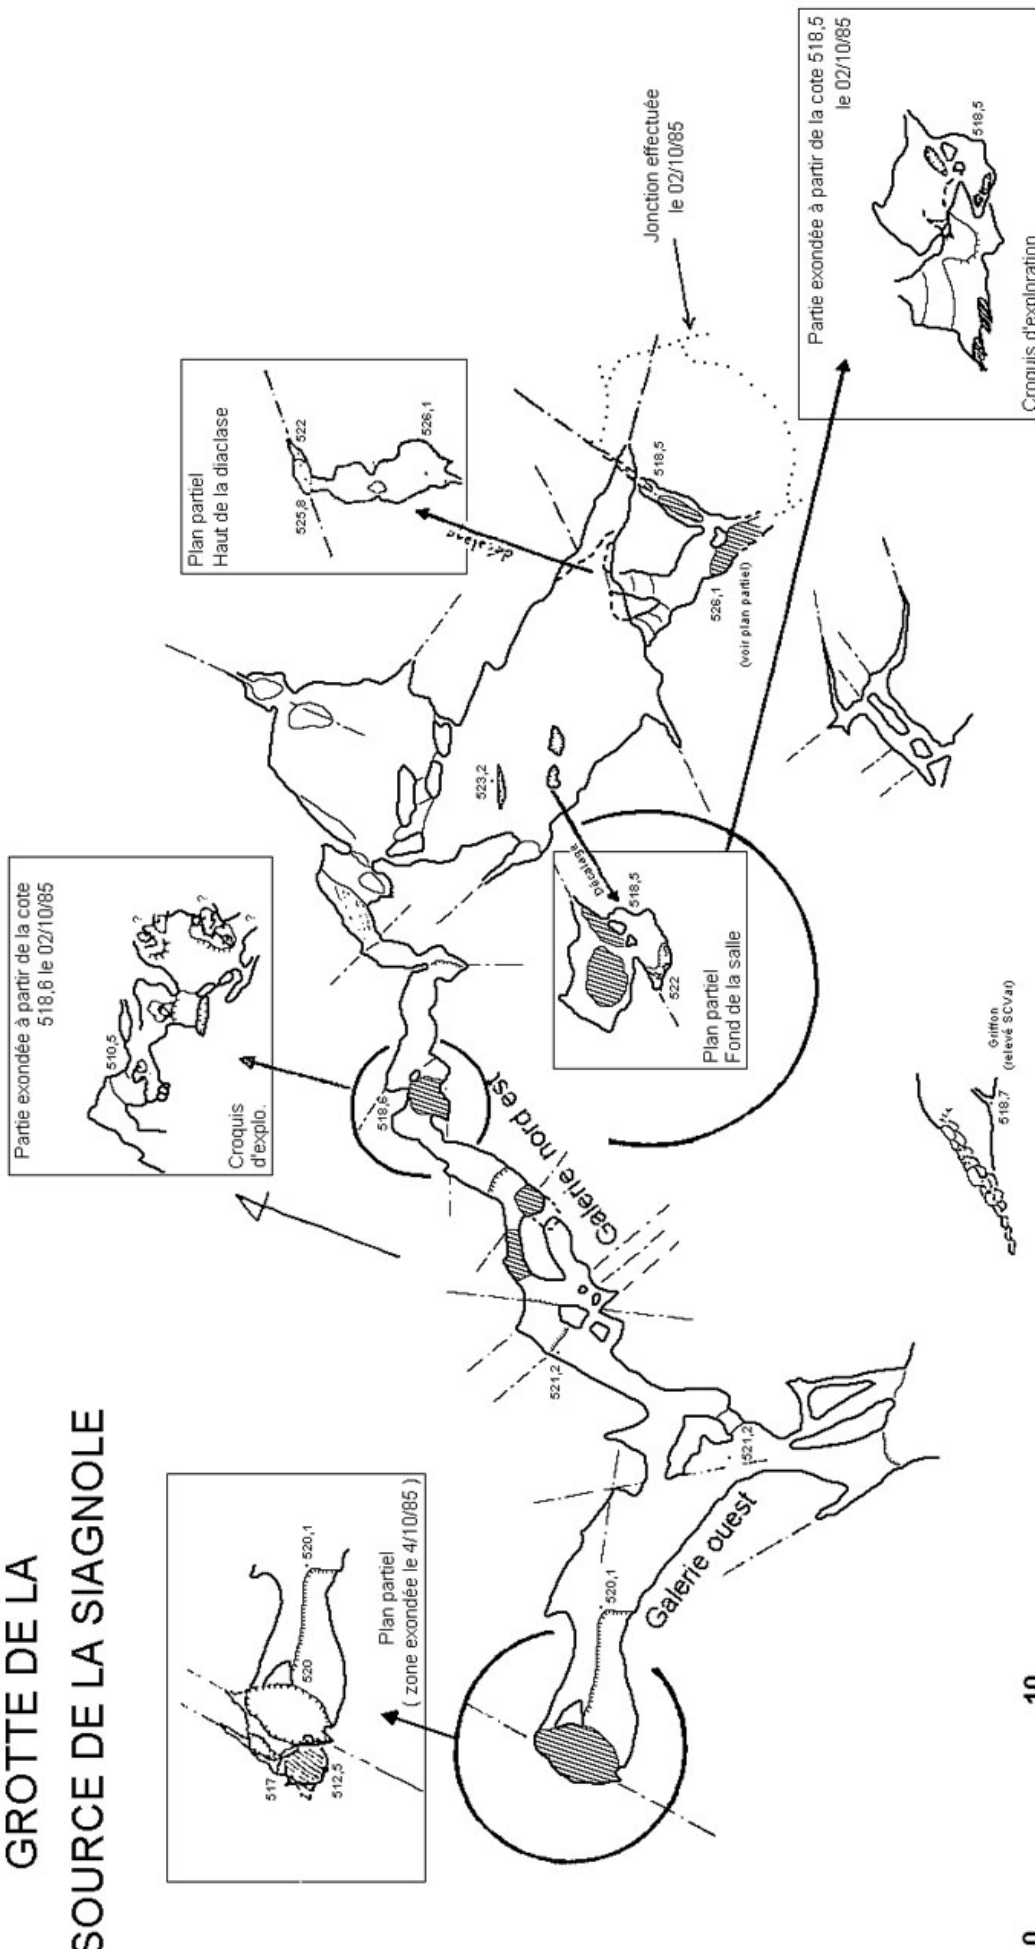 GROTTE DE LA
SOURCE DE LA SIAGNOLE
Partie exondée à partir de la cote
518,6 le 02/10/85
510,5
?
?
?
Croquis
d'explo.
Plan partiel
Haut de la diaclase
525,8
522
526,1
Jonction effectuée
le 02/10/85
Partie exondée à partir de la cote 518,5
le 02/10/85
518,5
Croquis d'exploration
décalage
518,5
526,1
(voir plan partiel)
523,2
Décalage
518,5
522
Plan partiel
Fond de la salle
518,6
Galerie nord est
521,2
521,2
Galerie ouest
520,1
520,1
520
517
512,5
Plan partiel
( zone exondée le 4/10/85 )
Griffon
(relevé SCVar)
518,7
0
10